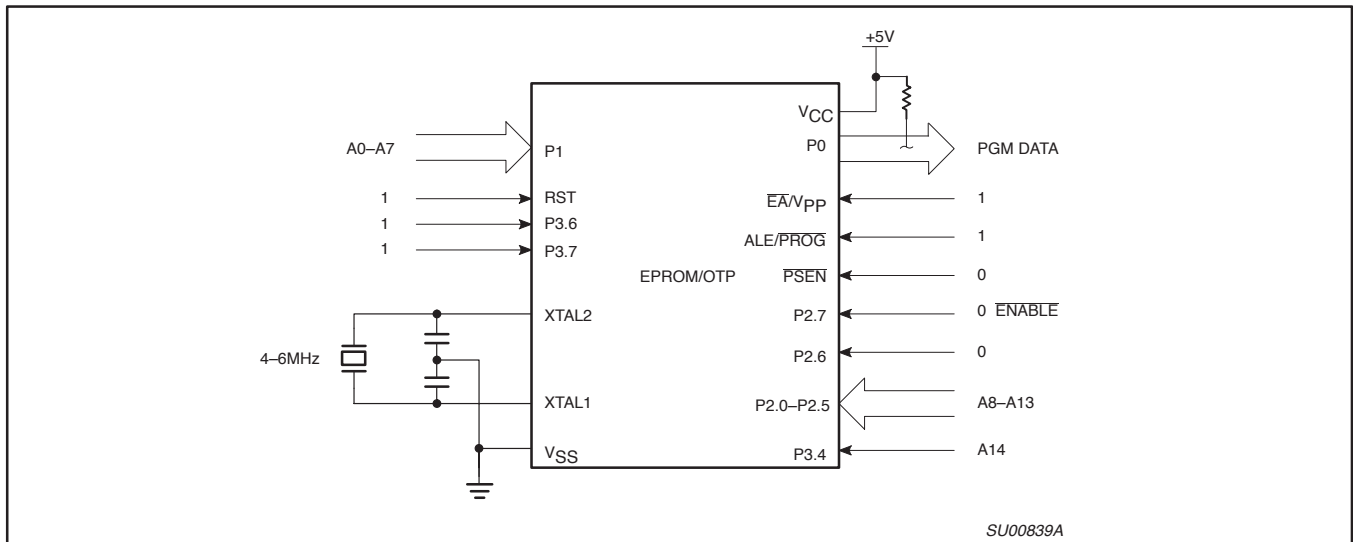 +5V
VCC
A0–A7
P1
P0
PGM DATA
1
RST
EA/VPP
1
1
P3.6
ALE/PROG
1
1
P3.7
EPROM/OTP
PSEN
0
XTAL2
P2.7
0 ENABLE
4–6MHz
P2.6
0
XTAL1
P2.0–P2.5
A8–A13
VSS
P3.4
A14
SU00839A